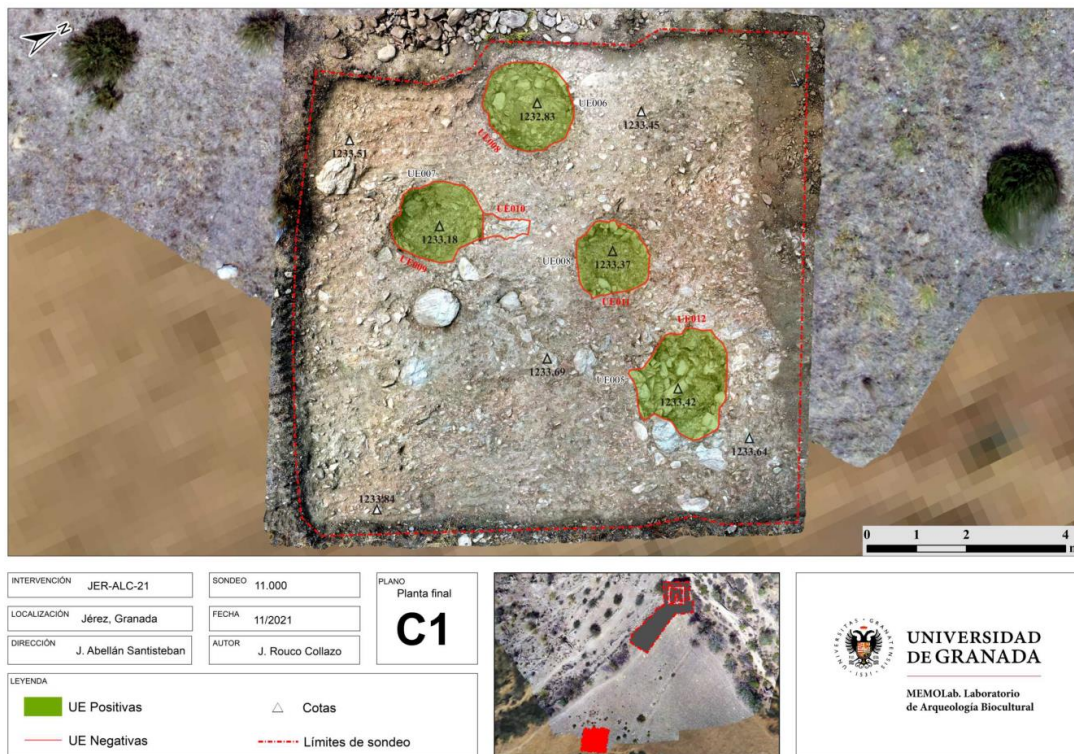 N
UE006
1232,83
1233,45
UE008
1233,51
UE007
UE010
1233,18
UE009
UE008
1233,37
UE011
UE012
1233,69
UE005
1233,42
1233,64
1233,84
0 1 2 4
m
INTERVENCIÓN JER-ALC-21
LOCALIZACIÓN Jérez, Granada
DIRECCIÓN J. Abellán Santisteban
SONDEO 11.000
FECHA 11/2021
AUTOR J. Rouco Collazo
PLANO
Planta final
C1
LEYENDA
UE Positivas
Cotas
UE Negativas
Límites de sondeo
UNIVERSIDAD
DE GRANADA
MEMOLab. Laboratorio
de Arqueología Biocultural